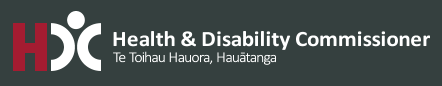 HDC
Health & Disability Commissioner
Te Toihau Hauora, Hauātanga